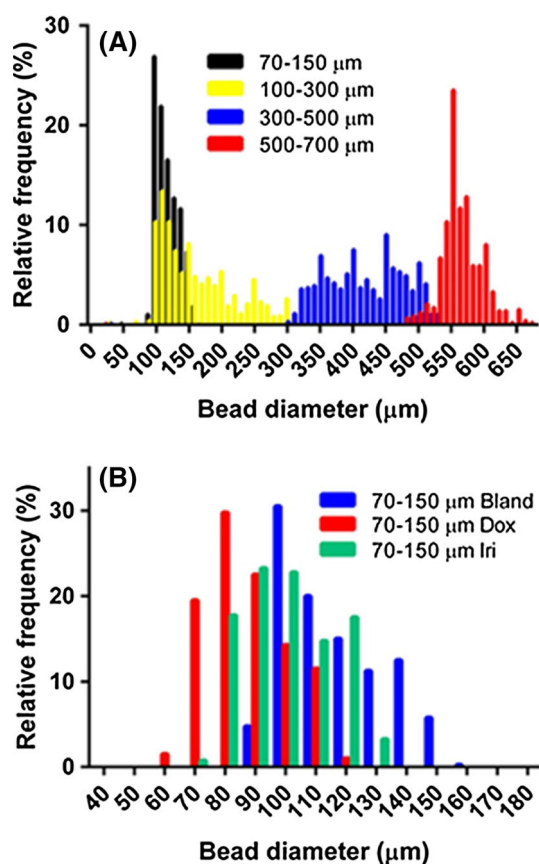 (A)
Relative frequency (%)
30
20
10
0
70-150 μm
100-300 μm
300-500 μm
500-700 μm
0 50 100 150 200 250 300 350 400 450 500 550 600 650
Bead diameter (μm)
(B)
Relative frequency (%)
30
20
10
0
70-150 μm Bland
70-150 μm Dox
70-150 μm Iri
40 50 60 70 80 90 100 110 120 130 140 150 160 170 180
Bead diameter (μm)